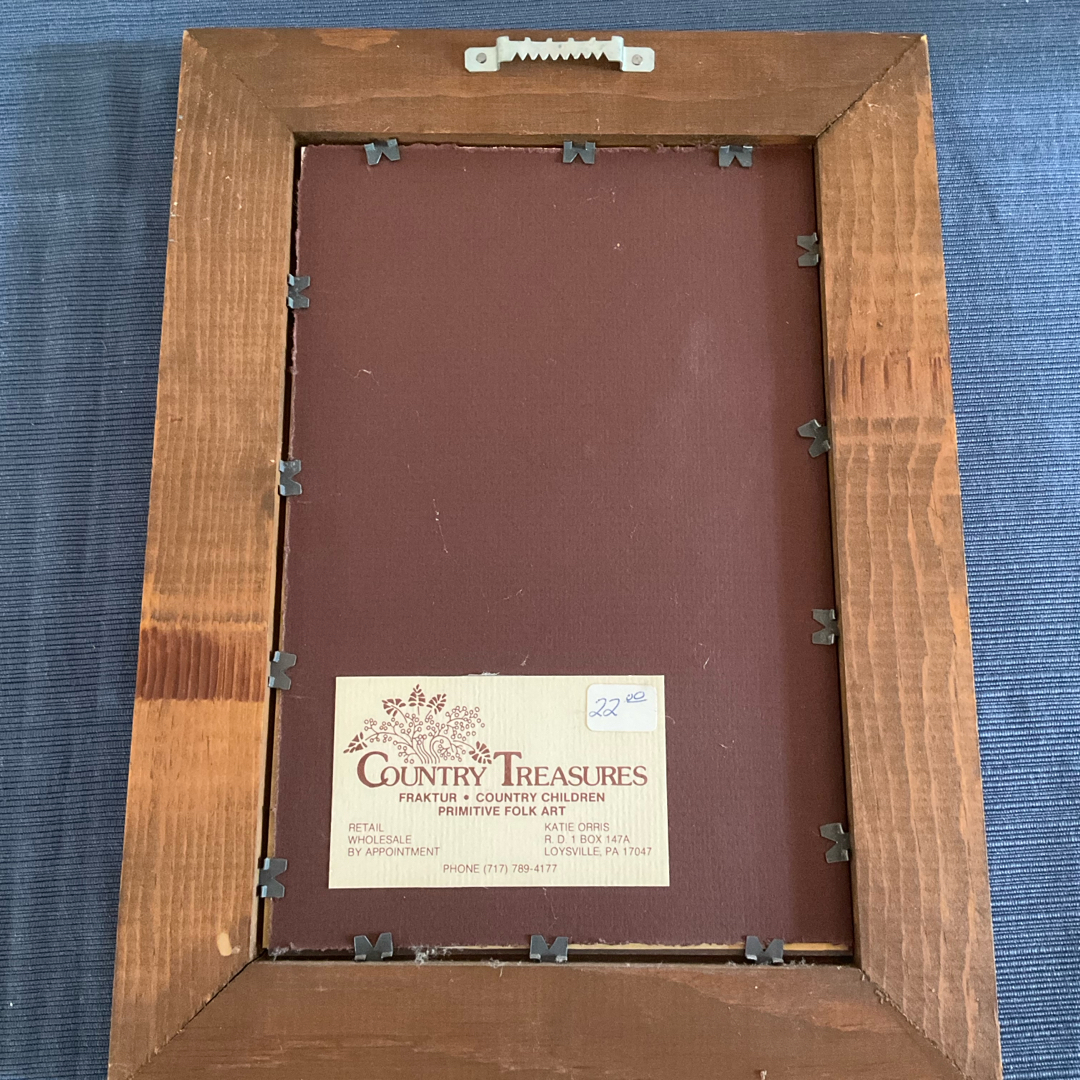 22⁰⁰
COUNTRY TREASURES
FRAKTUR • COUNTRY CHILDREN
PRIMITIVE FOLK ART
RETAIL
WHOLESALE
BY APPOINTMENT
KATIE ORRIS
R. D. 1 BOX 147A
LOYSVILLE, PA 17047
PHONE (717) 789-4177